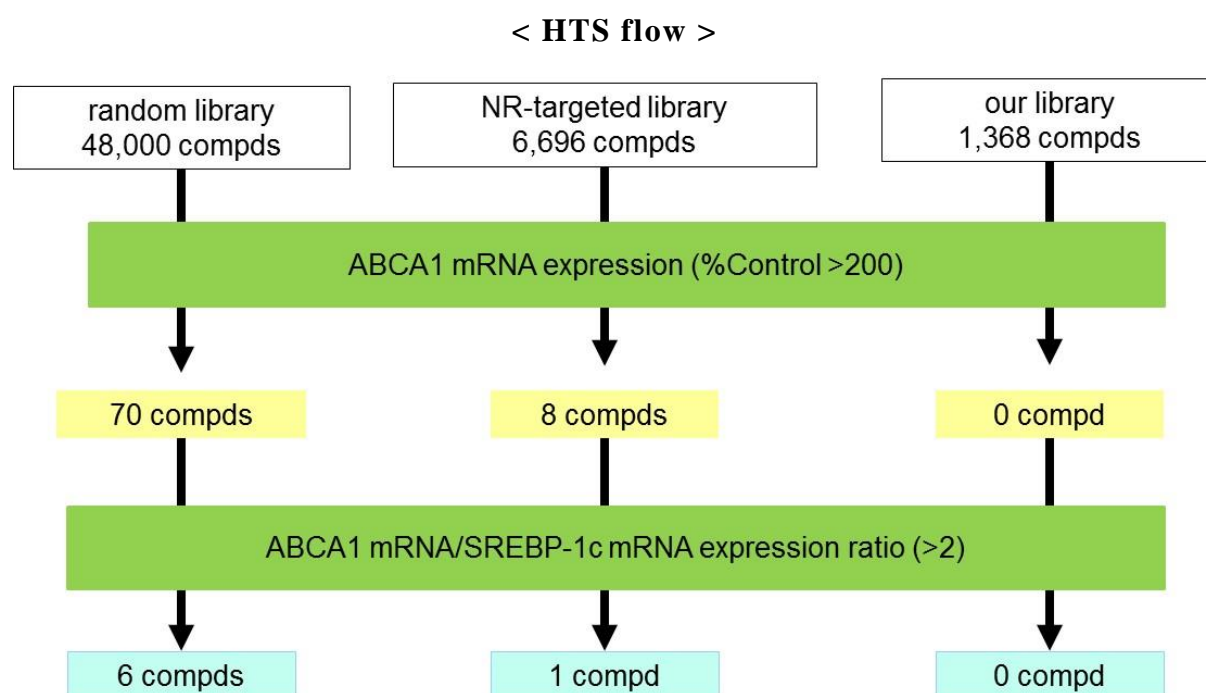 < HTS flow >
random library
48,000 compds
NR-targeted library
6,696 compds
our library
1,368 compds
ABCA1 mRNA expression (%Control >200)
70 compds
8 compds
0 compd
ABCA1 mRNA/SREBP-1c mRNA expression ratio (>2)
6 compds
1 compd
0 compd